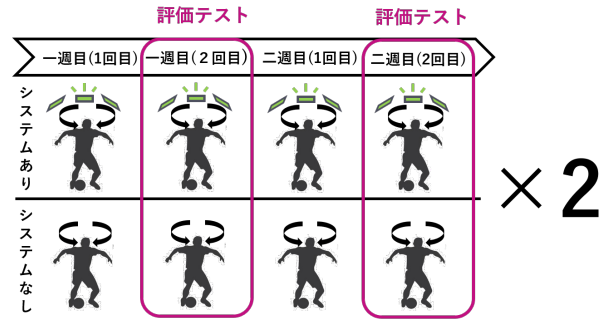 評価テスト 評価テスト
一週目(1回目) 一週目(２回目) 二週目(1回目) 二週目(2回目)
システムあり
システムなし
×2